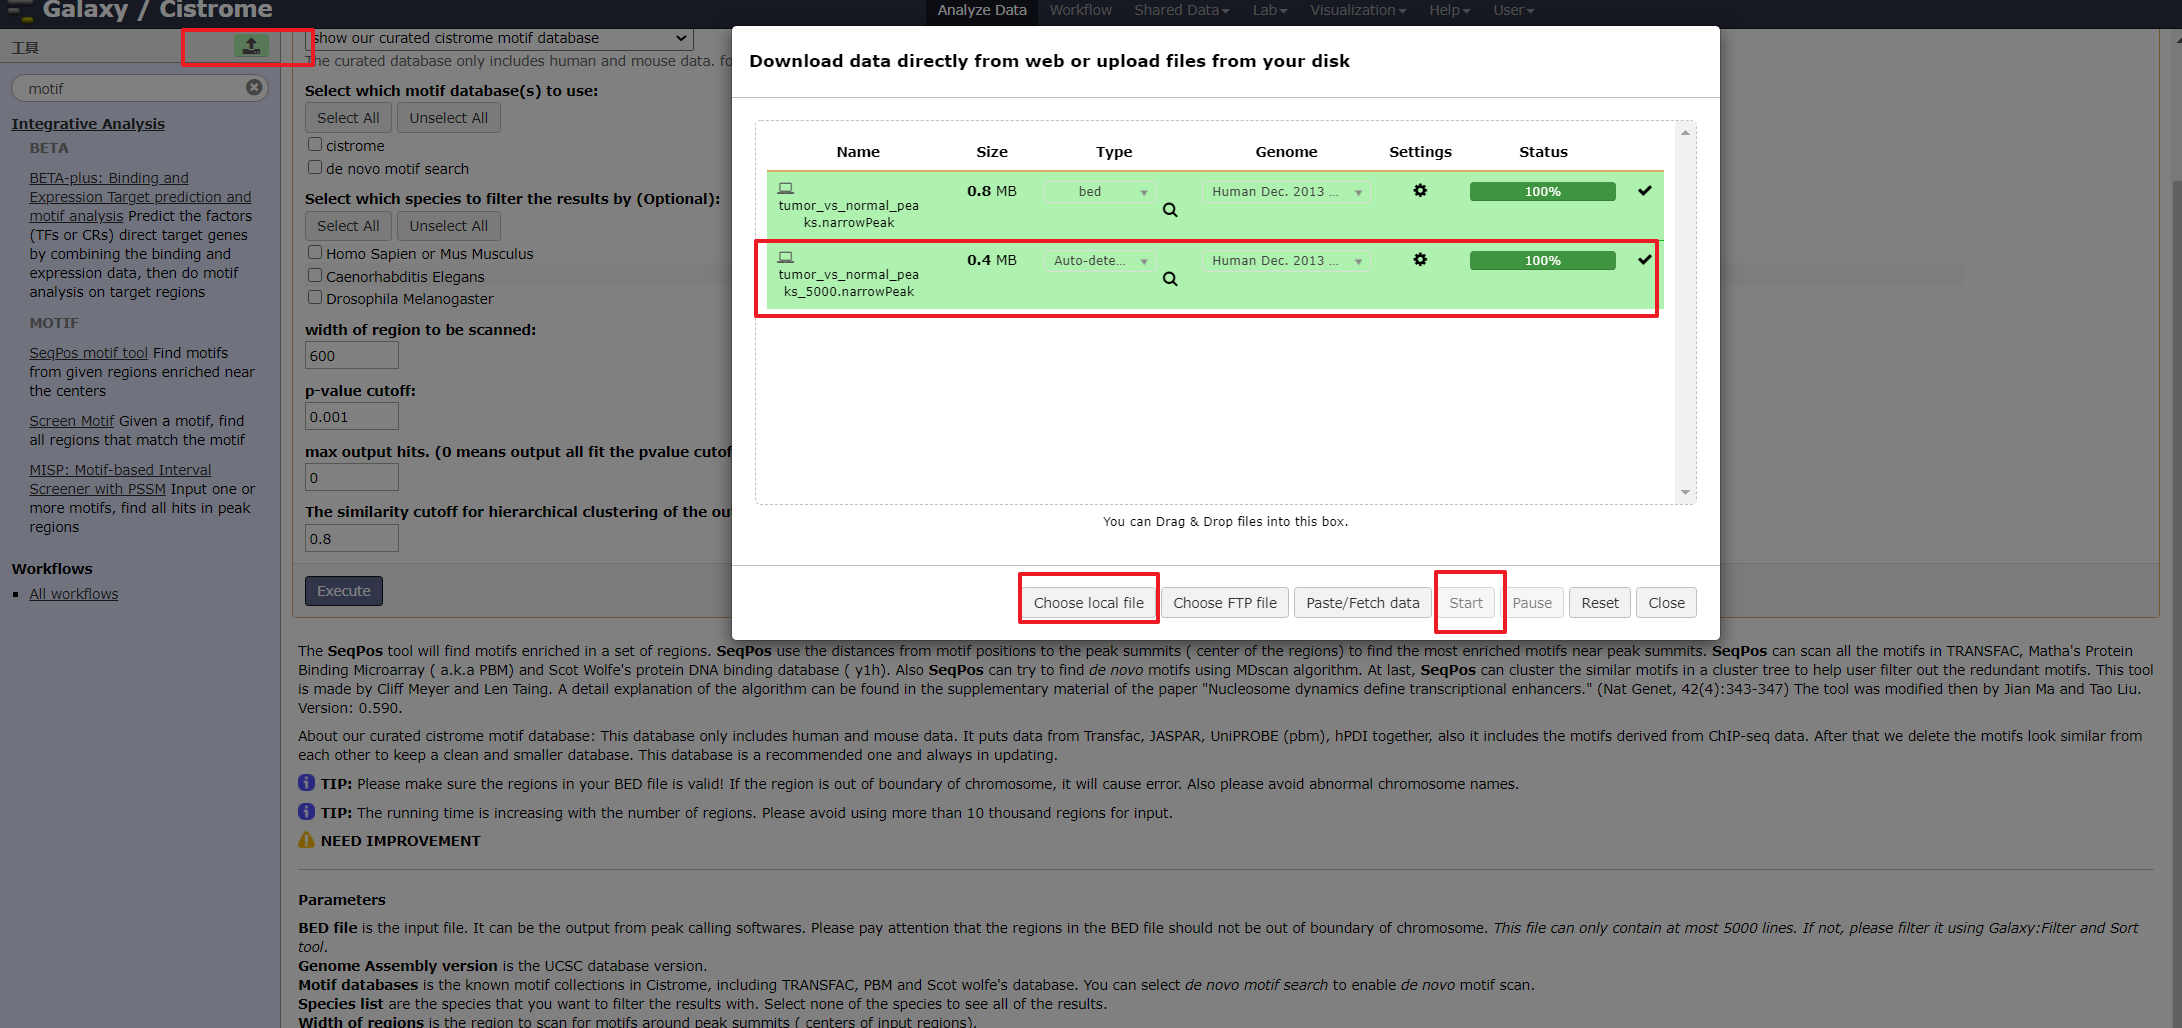 Galaxy / Cistrome
Analyze Data
Workflow
Shared Data
Lab
Visualization
Help
User
工具
motif
Integrative Analysis
BETA
BETA-plus: Binding and
Expression Target prediction and
motif analysis Predict the factors
(TFs or CRs) direct target genes
by combining the binding and
expression data, then do motif
analysis on target regions
MOTIF
SeqPos motif tool Find motifs
from given regions enriched near
the centers
Screen Motif Given a motif, find
all regions that match the motif
MISP: Motif-based Interval
Screener with PSSM Input one or
more motifs, find all hits in peak
regions
Workflows
All workflows
show our curated cistrome motif database
The curated database only includes human and mouse data. fo
Select which motif database(s) to use:
Select All
Unselect All
cistrome
de novo motif search
Select which species to filter the results by (Optional):
Select All
Unselect All
Homo Sapien or Mus Musculus
Caenorhabditis Elegans
Drosophila Melanogaster
width of region to be scanned:
600
p-value cutoff:
0.001
max output hits. (0 means output all fit the pvalue cutof
0
The similarity cutoff for hierarchical clustering of the ou
0.8
Execute
Download data directly from web or upload files from your disk
Name Size Type Genome Settings Status
tumor_vs_normal_pea
ks.narrowPeak
0.8 MB
bed
Human Dec. 2013 ...
100%
tumor_vs_normal_pea
ks_5000.narrowPeak
0.4 MB
Auto-dete...
Human Dec. 2013 ...
100%
You can Drag & Drop files into this box.
Choose local file
Choose FTP file
Paste/Fetch data
Start
Pause
Reset
Close
The SeqPos tool will find motifs enriched in a set of regions. SeqPos use the distances from motif positions to the peak summits ( center of the regions) to find the most enriched motifs near peak summits. SeqPos can scan all the motifs in TRANSFAC, Matha's Protein
Binding Microarray ( a.k.a PBM) and Scot Wolfe's protein DNA binding database ( y1h). Also SeqPos can try to find de novo motifs using MDscan algorithm. At last, SeqPos can cluster the similar motifs in a cluster tree to help user filter out the redundant motifs. This tool
is made by Cliff Meyer and Len Taing. A detail explanation of the algorithm can be found in the supplementary material of the paper "Nucleosome dynamics define transcriptional enhancers." (Nat Genet, 42(4):343-347) The tool was modified then by Jian Ma and Tao Liu.
Version: 0.590.
About our curated cistrome motif database: This database only includes human and mouse data. It puts data from Transfac, JASPAR, UniPROBE (pbm), hPDI together, also it includes the motifs derived from ChIP-seq data. After that we delete the motifs look similar from
each other to keep a clean and smaller database. This database is a recommended one and always in updating.
TIP: Please make sure the regions in your BED file is valid! If the region is out of boundary of chromosome, it will cause error. Also please avoid abnormal chromosome names.
TIP: The running time is increasing with the number of regions. Please avoid using more than 10 thousand regions for input.
NEED IMPROVEMENT
Parameters
BED file is the input file. It can be the output from peak calling softwares. Please pay attention that the regions in the BED file should not be out of boundary of chromosome. This file can only contain at most 5000 lines. If not, please filter it using Galaxy:Filter and Sort
tool.
Genome Assembly version is the UCSC database version.
Motif databases is the known motif collections in Cistrome, including TRANSFAC, PBM and Scot wolfe's database. You can select de novo motif search to enable de novo motif scan.
Species list are the species that you want to filter the results with. Select none of the species to see all of the results.
Width of regions is the region to scan for motifs around peak summits ( centers of input regions).